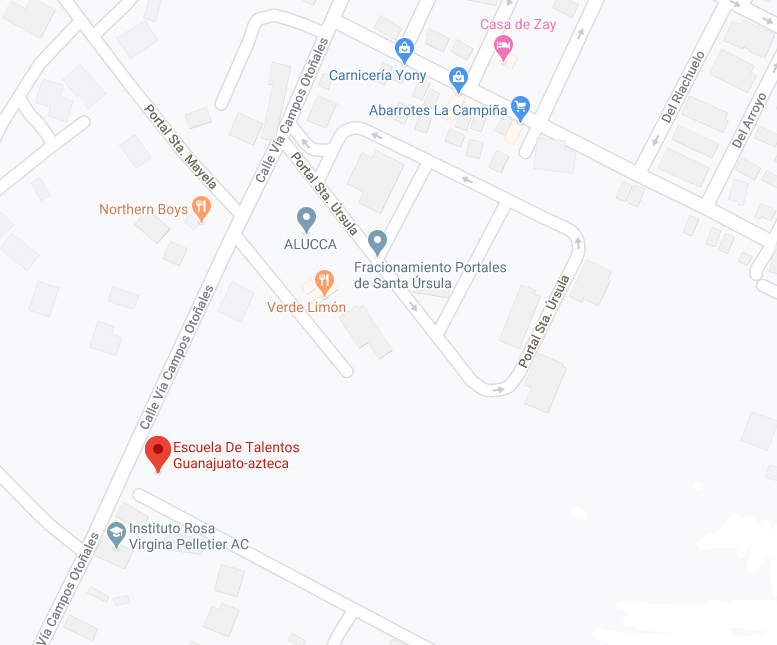 Casa de Zay
Carnicería Yony
Abarrotes La Campiña
Calle Vía Campos Otoñales
Del Riachuelo
Del Arroyo
Portal Sta. Mayela
Portal Sta. Úrsula
Northern Boys
ALUCCA
Fracionamiento Portales
de Santa Úrsula
Verde Limón
Portal Sta. Úrsula
Calle Vía Campos Otoñales
Escuela De Talentos
Guanajuato-azteca
Instituto Rosa
Virgina Pelletier AC
Vía Campos Otoñales